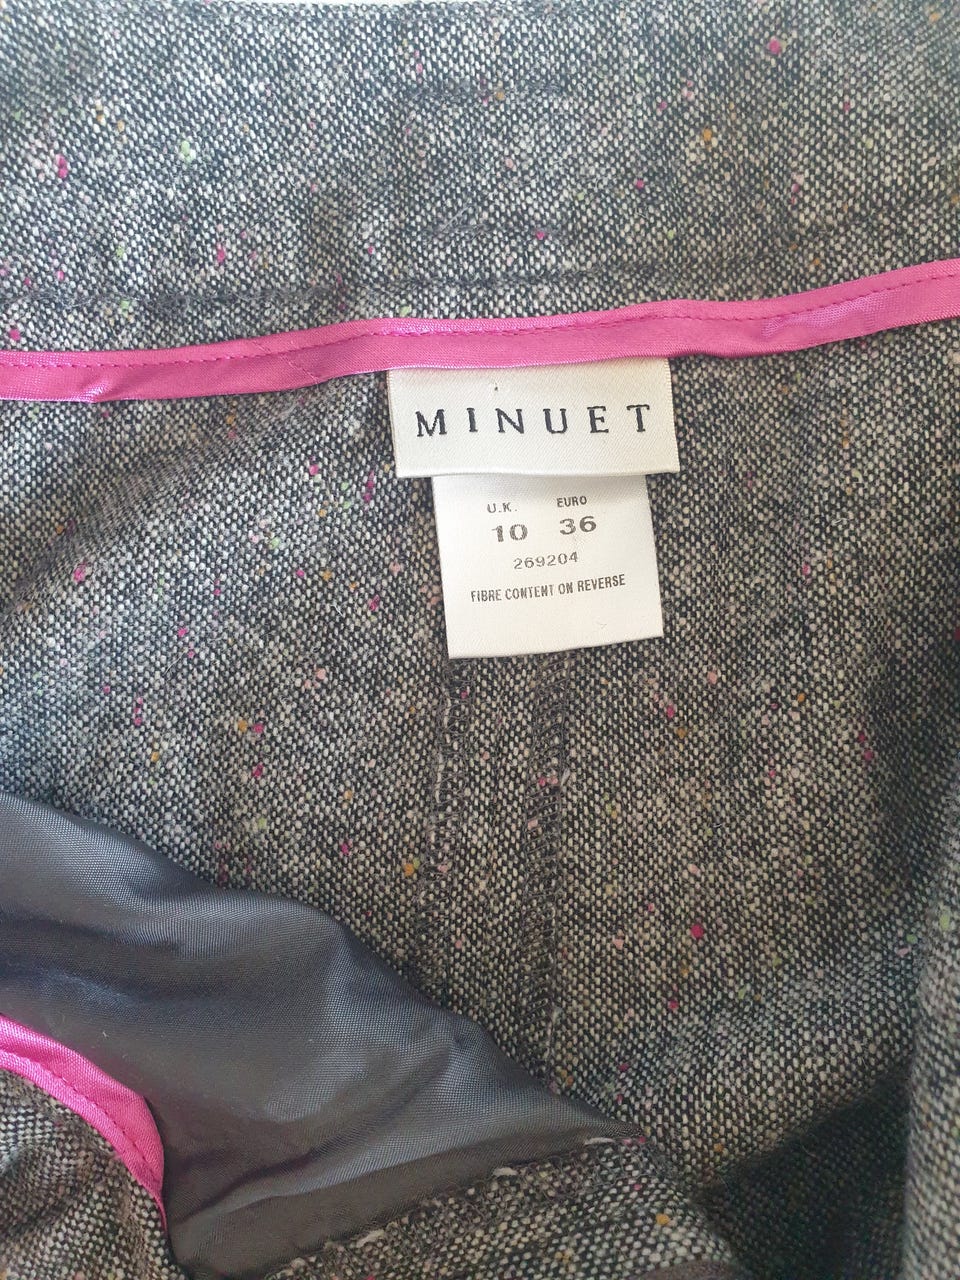 MINUET
U.K. EURO
10 36
269204
FIBRE CONTENT ON REVERSE